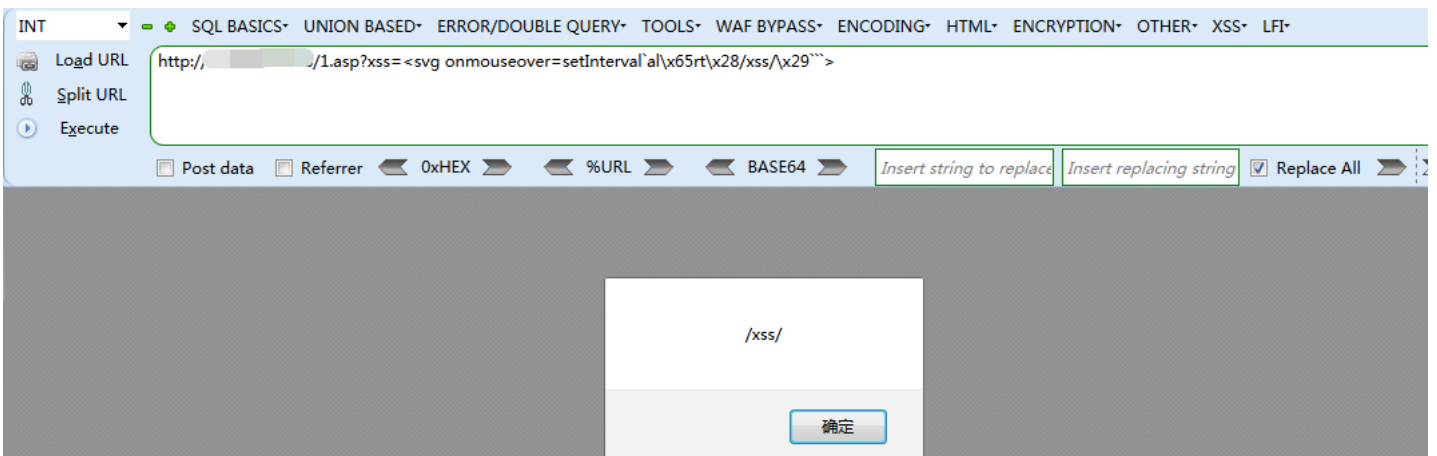 INT SQL BASICS UNION BASED ERROR/DOUBLE QUERY TOOLS WAF BYPASS ENCODING HTML ENCRYPTION OTHER XSS LFI
Load URL http:/ /1.asp?xss=<svg onmouseover=setInterval`al\x65rt\x28/xss/\x29```>
Split URL
Execute
Post data Referrer 0xHEX %URL BASE64 Insert string to replace Insert replacing string Replace All
/xss/
确定